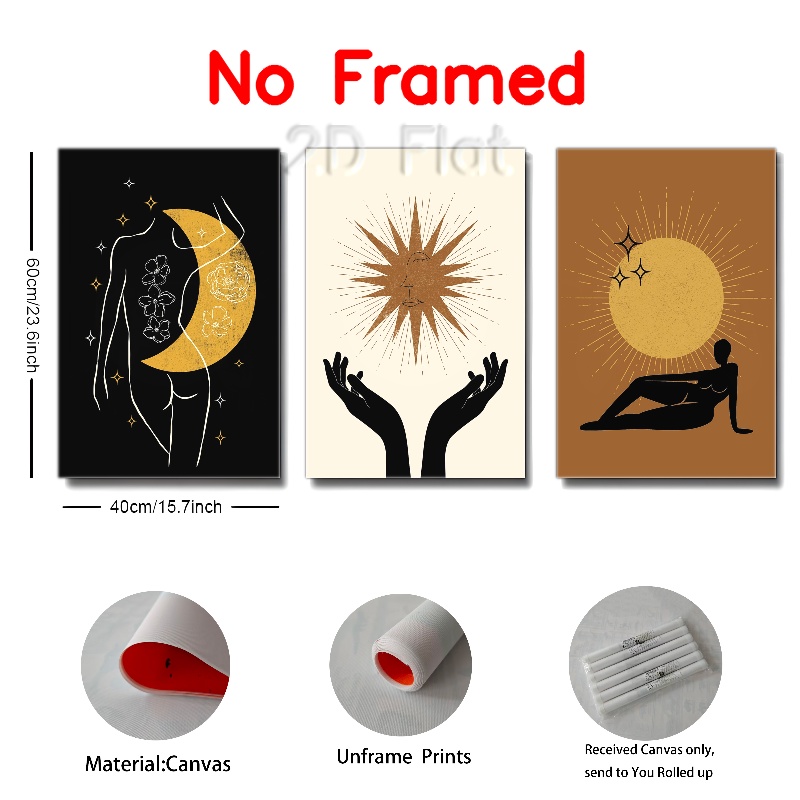 No Framed
2D Flat
60cm/23.6inch
40cm/15.7inch
Material:Canvas
Unframe Prints
Received Canvas only,
send to You Rolled up